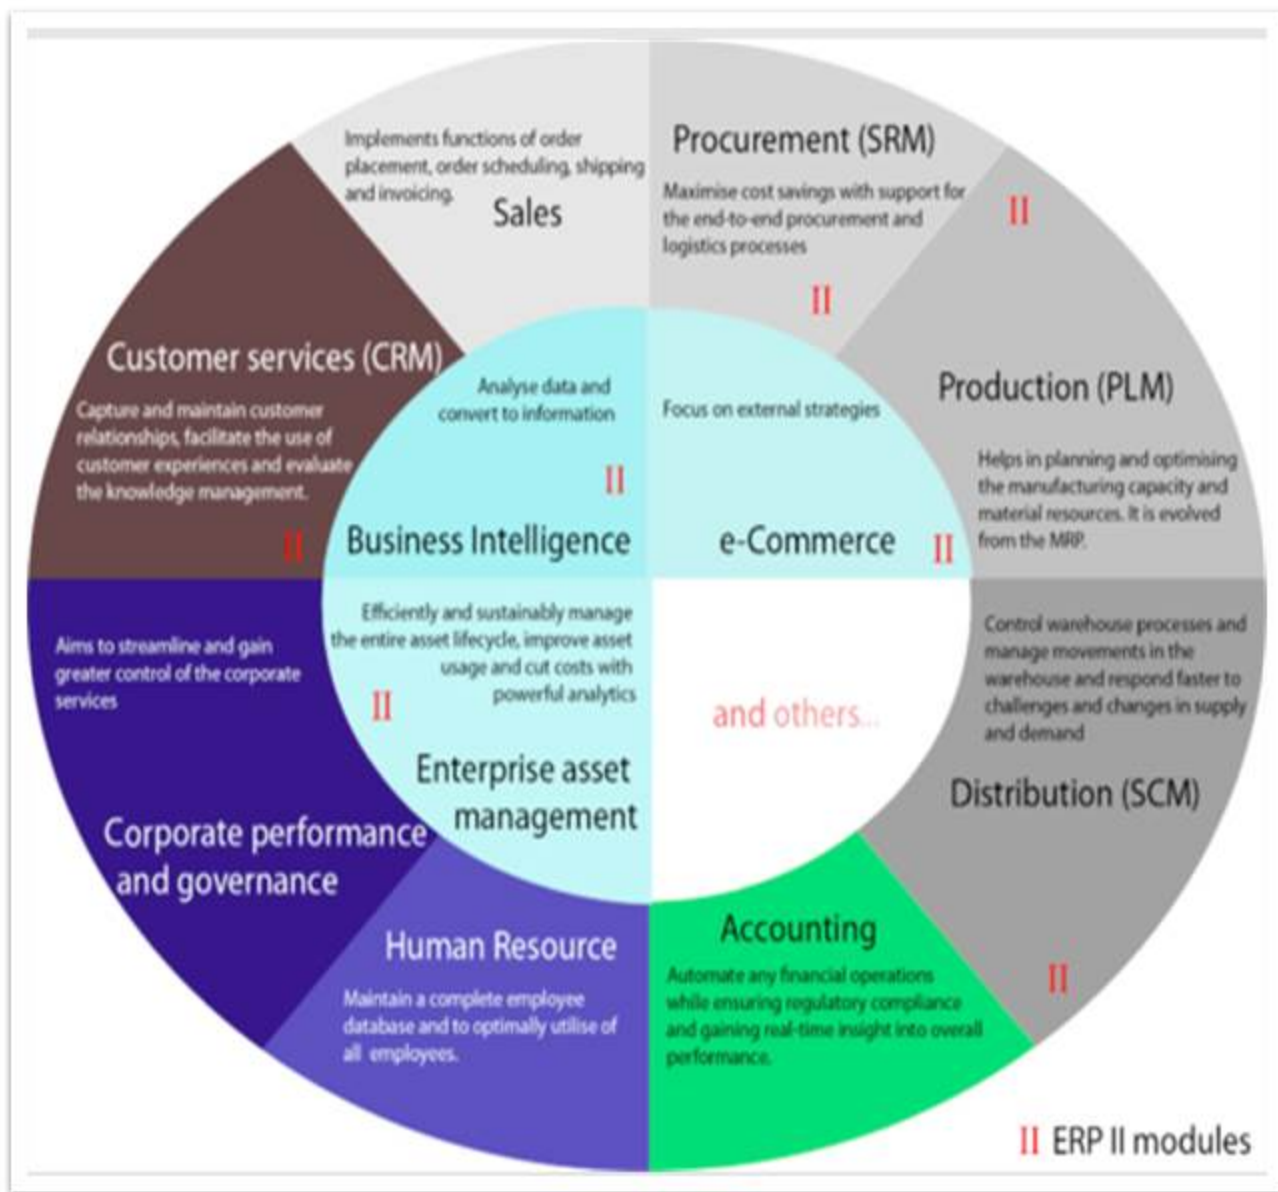 Implements functions of order
placement, order scheduling, shipping
and invoicing.
Sales
Procurement (SRM)
Maximise cost savings with support for
the end-to-end procurement and
logistics processes
II
II
Production (PLM)
Helps in planning and optimising
the manufacturing capacity and
material resources. It is evolved
from the MRP.
Customer services (CRM)
Capture and maintain customer
relationships, facilitate the use of
customer experiences and evaluate
the knowledge management.
II
Analyse data and
convert to information
II
Business Intelligence
Focus on external strategies
e-Commerce
II
Efficiently and sustainably manage
the entire asset lifecycle, improve asset
usage and cut costs with
powerful analytics
II
Enterprise asset
management
and others...
Control warehouse processes and
manage movements in the
warehouse and respond faster to
challenges and changes in supply
and demand
Distribution (SCM)
II
Aims to streamline and gain
greater control of the corporate
services
Corporate performance
and governance
Human Resource
Maintain a complete employee
database and to optimally utilise of
all employees.
Accounting
Automate any financial operations
while ensuring regulatory compliance
and gaining real-time insight into overall
performance.
II ERP II modules